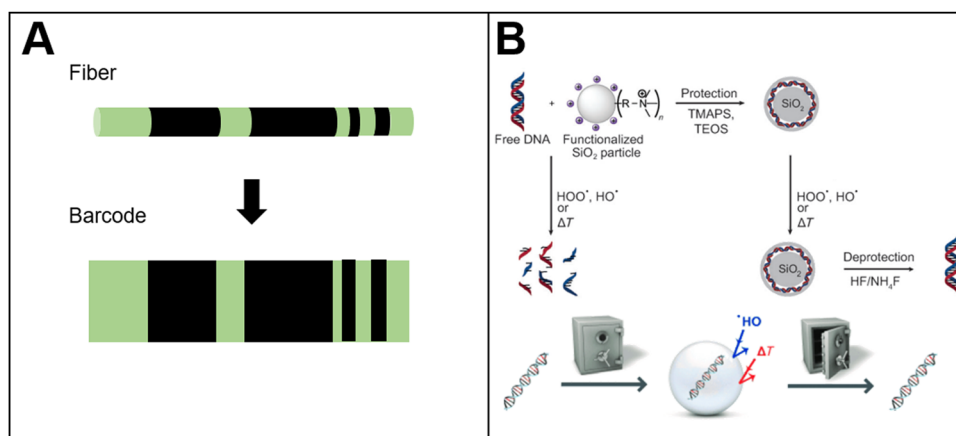 A
Fiber
Barcode
B
Free DNA
+
Functionalized
SiO₂ particle
(R–N)n
⊕
Protection
TMAPS,
TEOS
SiO₂
HOO•, HO•
or
ΔT
HOO•, HO•
or
ΔT
SiO₂
Deprotection
HF/NH₄F
•HO
ΔT